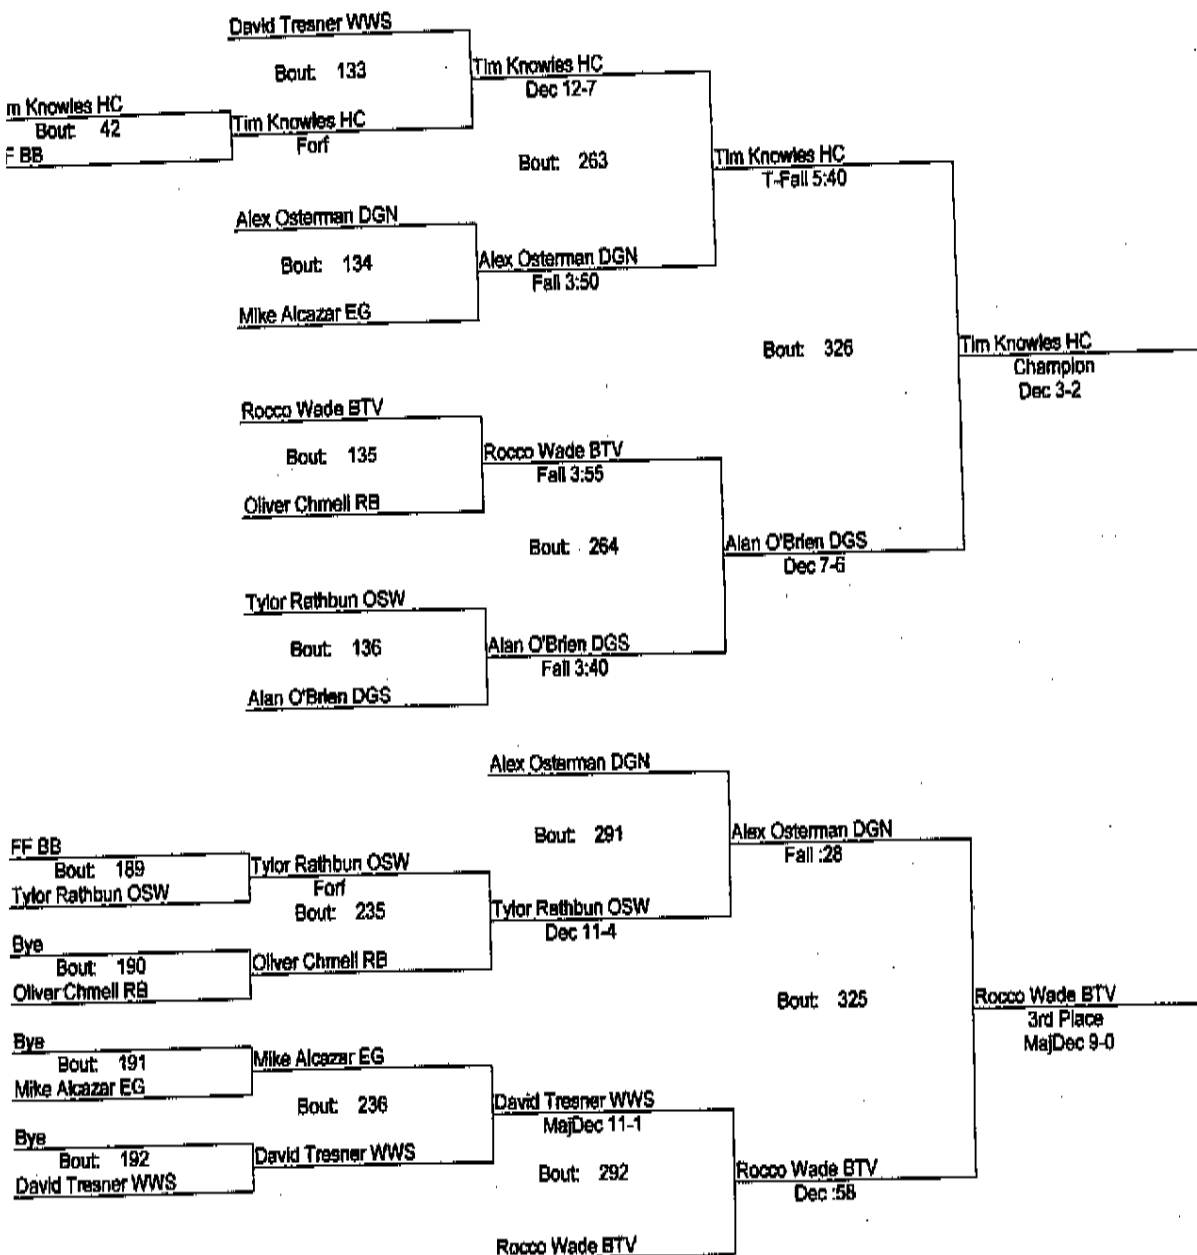 David Tresner WWS
Bout: 133
Tim Knowles HC
Dec 12-7
m Knowles HC
Bout: 42
F BB
Tim Knowles HC
Forf
Bout: 263
Tim Knowles HC
T-Fall 5:40
Alex Osterman DGN
Bout: 134
Alex Osterman DGN
Fall 3:50
Mike Alcazar EG
Bout: 326
Tim Knowles HC
Champion
Dec 3-2
Rocco Wade BTV
Bout: 135
Rocco Wade BTV
Fall 3:55
Oliver Chmell RB
Bout: 264
Alan O'Brien DGS
Dec 7-6
Tylor Rathbun OSW
Bout: 136
Alan O'Brien DGS
Fall 3:40
Alan O'Brien DGS
Alex Osterman DGN
Bout: 291
Alex Osterman DGN
Fall :28
FF BB
Bout: 189
Tylor Rathbun OSW
Tylor Rathbun OSW
Forf
Bout: 235
Tylor Rathbun OSW
Dec 11-4
Bye
Bout: 190
Oliver Chmell RB
Oliver Chmell RB
Bout: 325
Rocco Wade BTV
3rd Place
MajDec 9-0
Bye
Bout: 191
Mike Alcazar EG
Mike Alcazar EG
Bout: 236
David Tresner WWS
MajDec 11-1
Bye
Bout: 192
David Tresner WWS
David Tresner WWS
Bout: 292
Rocco Wade BTV
Dec :58
Rocco Wade BTV